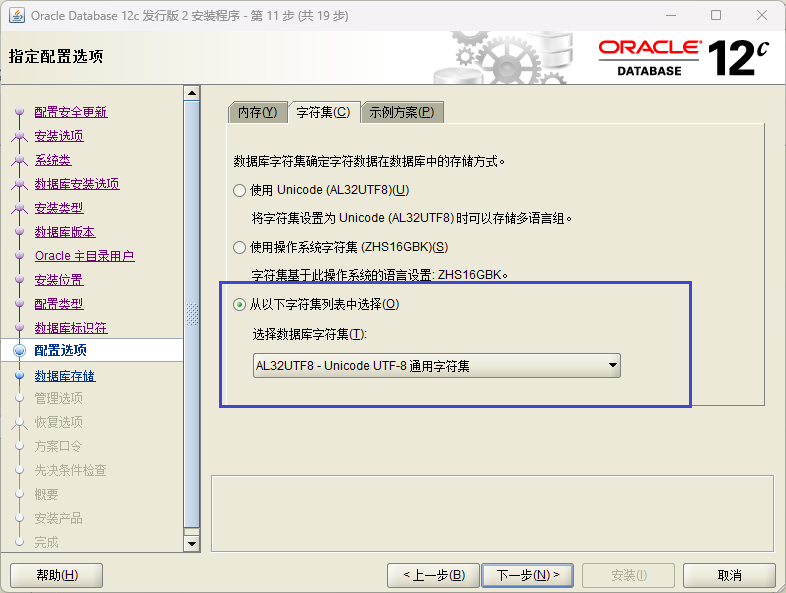 Oracle Database 12c 发行版 2 安装程序 - 第 11 步 (共 19 步)
指定配置选项
ORACLE
DATABASE
12c
配置安全更新
安装选项
系统类
数据库安装选项
安装类型
数据库版本
Oracle 主目录用户
安装位置
配置类型
数据库标识符
配置选项
数据库存储
管理选项
恢复选项
方案口令
先决条件检查
概要
安装产品
完成
内存(Y) 字符集(C) 示例方案(P)
数据库字符集确定字符数据在数据库中的存储方式。
使用 Unicode (AL32UTF8)(U)
将字符集设置为 Unicode (AL32UTF8) 时可以存储多语言组。
使用操作系统字符集 (ZHS16GBK)(S)
字符集基于此操作系统的语言设置: ZHS16GBK。
从以下字符集列表中选择(O)
选择数据库字符集(T):
AL32UTF8 - Unicode UTF-8 通用字符集
帮助(H) < 上一步(B) 下一步(N) > 安装(I) 取消